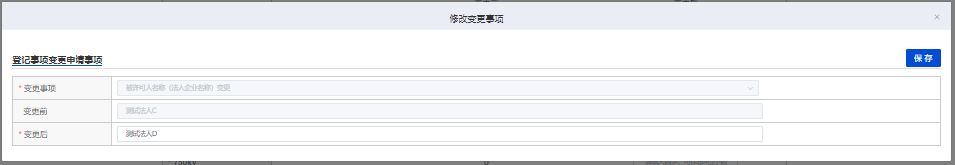 修改变更事项
×
登记事项变更申请事项
保存
* 变更事项 被许可人名称（法人企业名称）变更
变更前 测试法人C
* 变更后 测试法人D